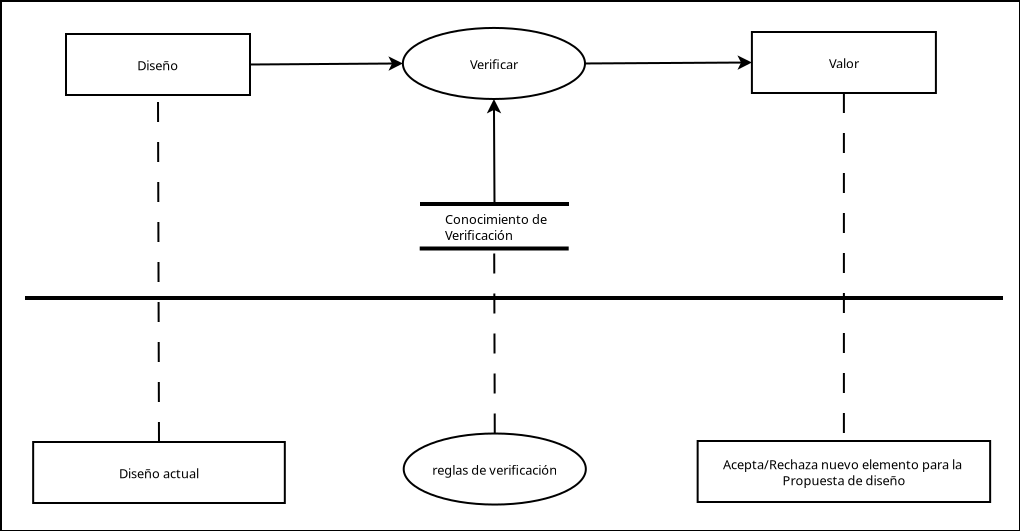 Diseño
Verificar
Valor
Conocimiento de
Verificación
Diseño actual
reglas de verificación
Acepta/Rechaza nuevo elemento para la
Propuesta de diseño